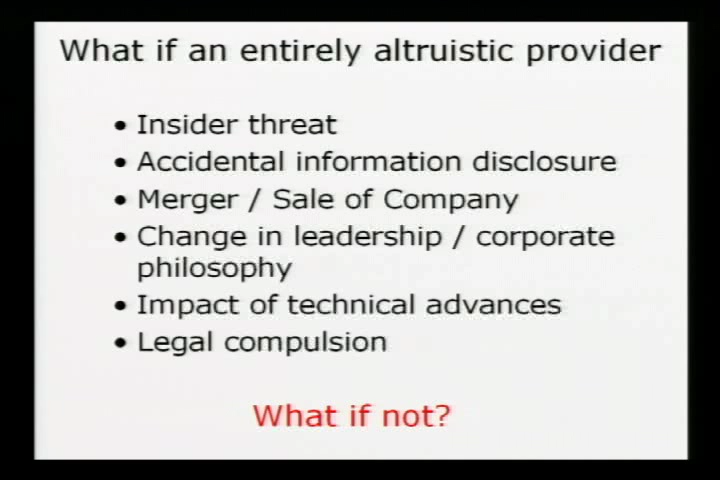 What if an entirely altruistic provider
• Insider threat
• Accidental information disclosure
• Merger / Sale of Company
• Change in leadership / corporate
philosophy
• Impact of technical advances
• Legal compulsion
What if not?